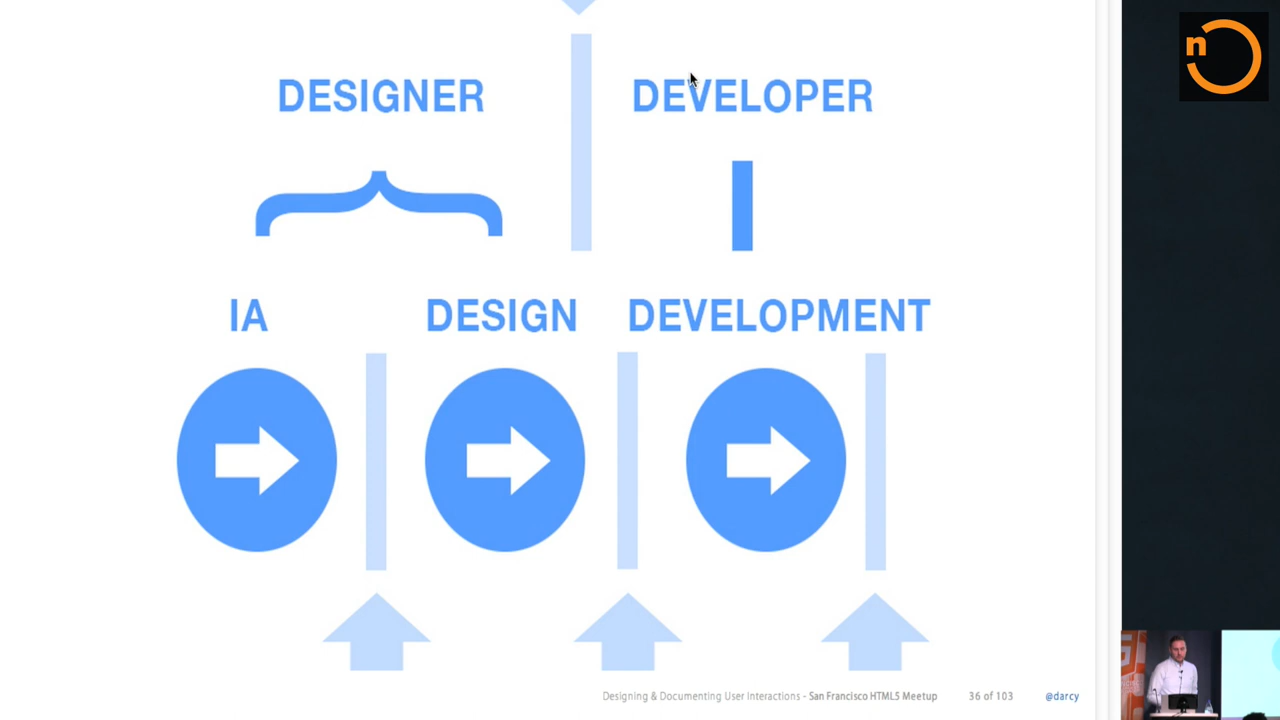 n
DESIGNER
DEVELOPER
IA
DESIGN
DEVELOPMENT
Designing & Documenting User Interactions - San Francisco HTML5 Meetup
36 of 103
@darcy